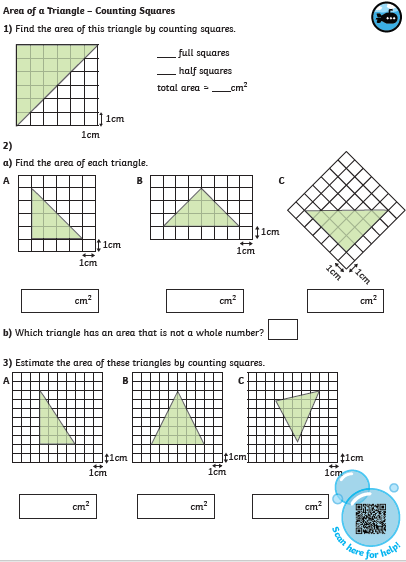 Area of a Triangle – Counting Squares
1) Find the area of this triangle by counting squares.
____ full squares
____ half squares
total area = ____cm²
1cm
1cm
2)
a) Find the area of each triangle.
A
B
C
1cm
1cm
1cm
1cm
1cm
1cm
cm²
cm²
cm²
b) Which triangle has an area that is not a whole number?
3) Estimate the area of these triangles by counting squares.
A
B
C
1cm
1cm
1cm
1cm
1cm
1cm
cm²
cm²
cm²
Scan here for help!